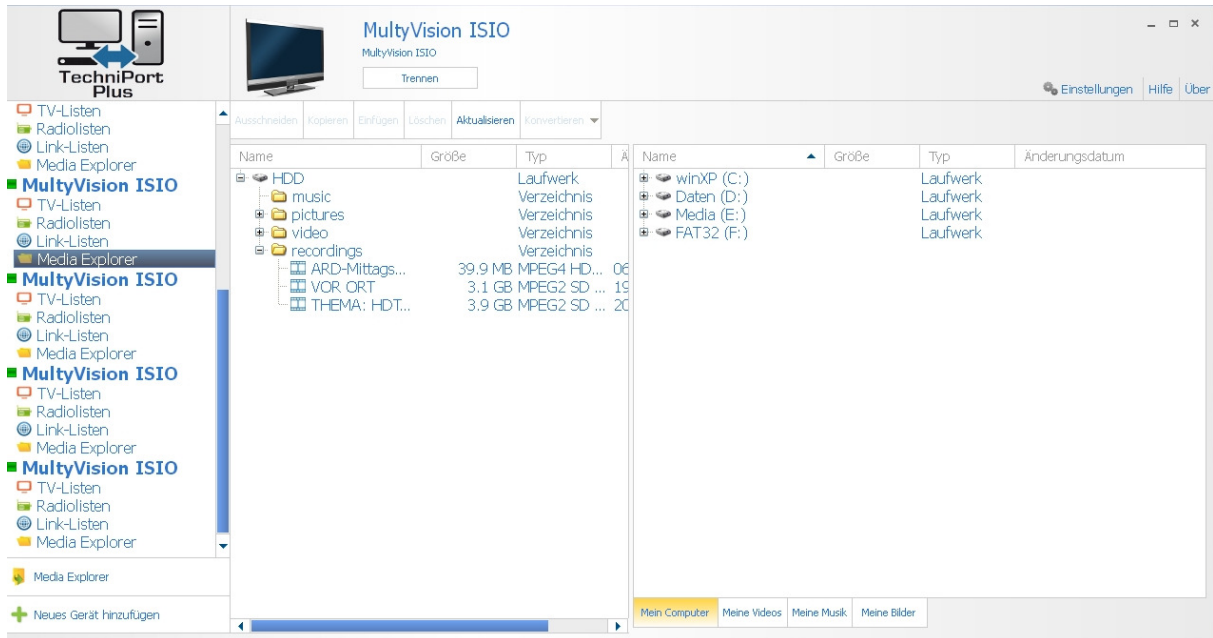 TechniPort
Plus
MultyVision ISIO
MultyVision ISIO
Trennen
Einstellungen Hilfe Über
TV-Listen
Radiolisten
Link-Listen
Media Explorer
MultyVision ISIO
TV-Listen
Radiolisten
Link-Listen
Media Explorer
MultyVision ISIO
TV-Listen
Radiolisten
Link-Listen
Media Explorer
MultyVision ISIO
TV-Listen
Radiolisten
Link-Listen
Media Explorer
MultyVision ISIO
TV-Listen
Radiolisten
Link-Listen
Media Explorer
Media Explorer
Neues Gerät hinzufügen
Ausschneiden Kopieren Einfügen Löschen Aktualisieren Konvertieren
Name Größe Typ Ä
HDD Laufwerk
music Verzeichnis
pictures Verzeichnis
video Verzeichnis
recordings Verzeichnis
ARD-Mittags... 39.9 MB MPEG4 HD... 06
VOR ORT 3.1 GB MPEG2 SD ... 19
THEMA: HDT... 3.9 GB MPEG2 SD ... 20
Name Größe Typ Änderungsdatum
winXP (C:) Laufwerk
Daten (D:) Laufwerk
Media (E:) Laufwerk
FAT32 (F:) Laufwerk
Mein Computer Meine Videos Meine Musik Meine Bilder